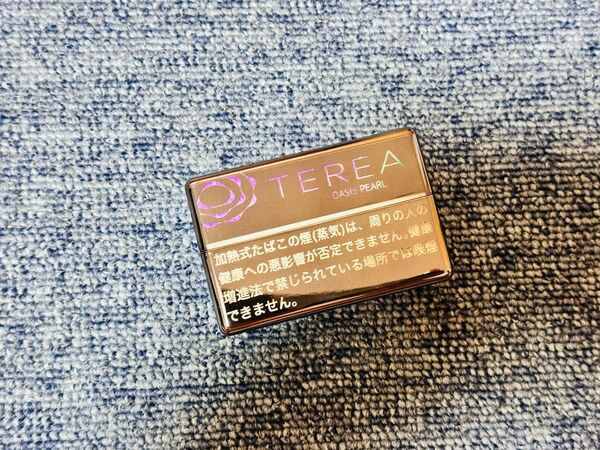 TEREA
OASIS PEARL
加熱式たばこの煙(蒸気)は、周りの人の
健康への悪影響が否定できません。健康
増進法で禁じられている場所では喫煙
できません。